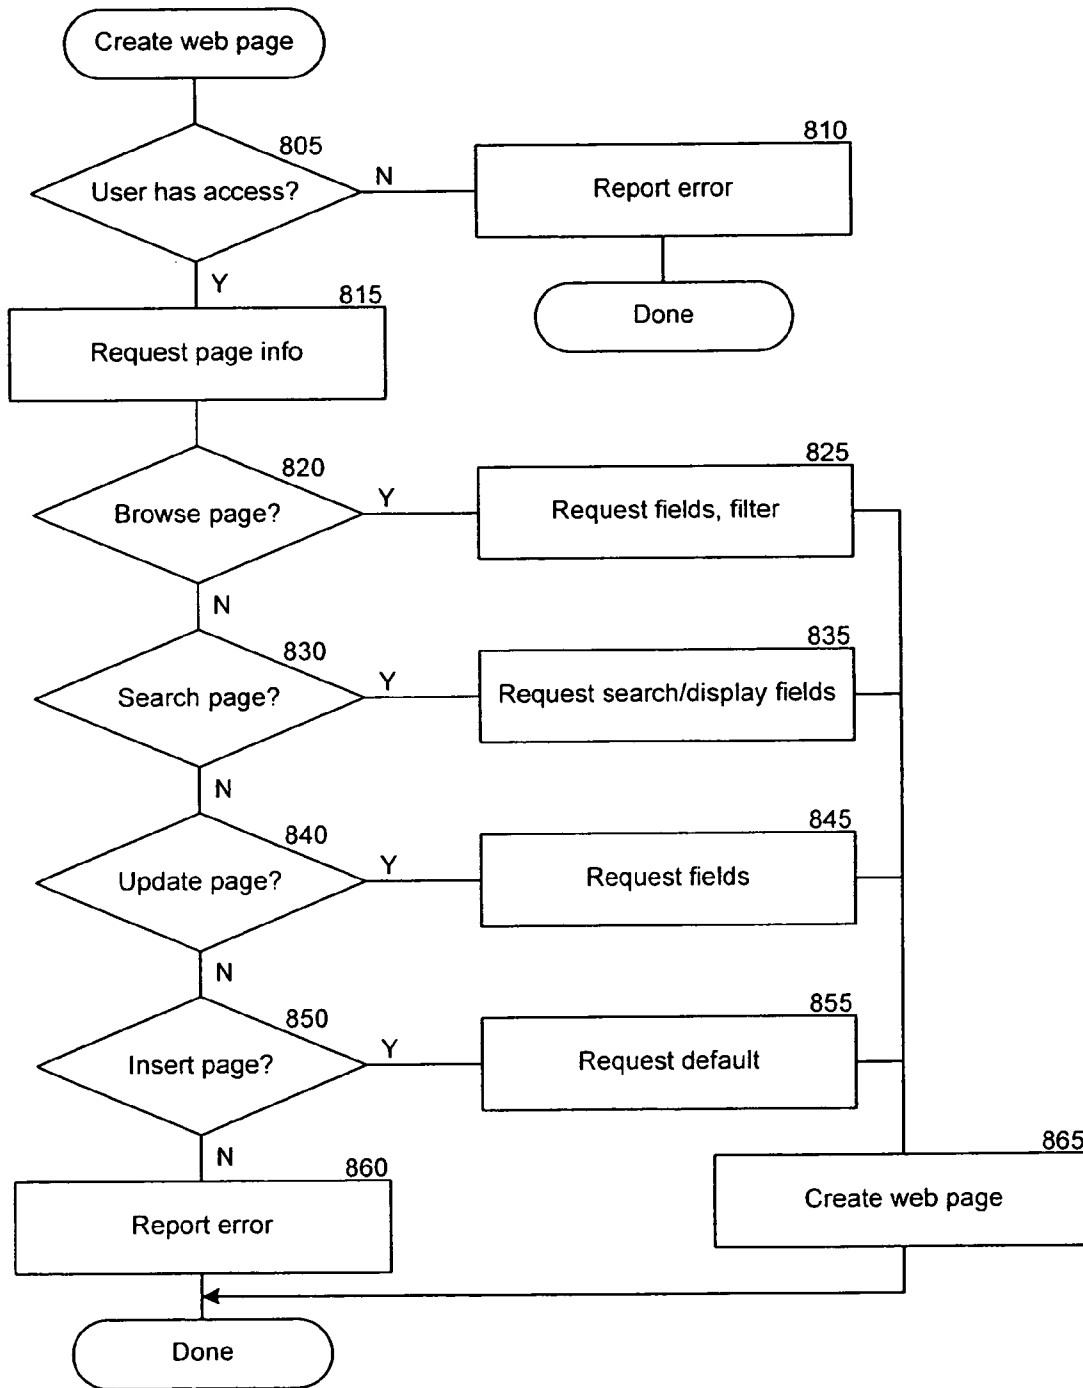 Create web page
805
User has access?
N
810
Report error
Done
Y
815
Request page info
820
Browse page?
Y
825
Request fields, filter
N
830
Search page?
Y
835
Request search/display fields
N
840
Update page?
Y
845
Request fields
N
850
Insert page?
Y
855
Request default
N
860
Report error
865
Create web page
Done